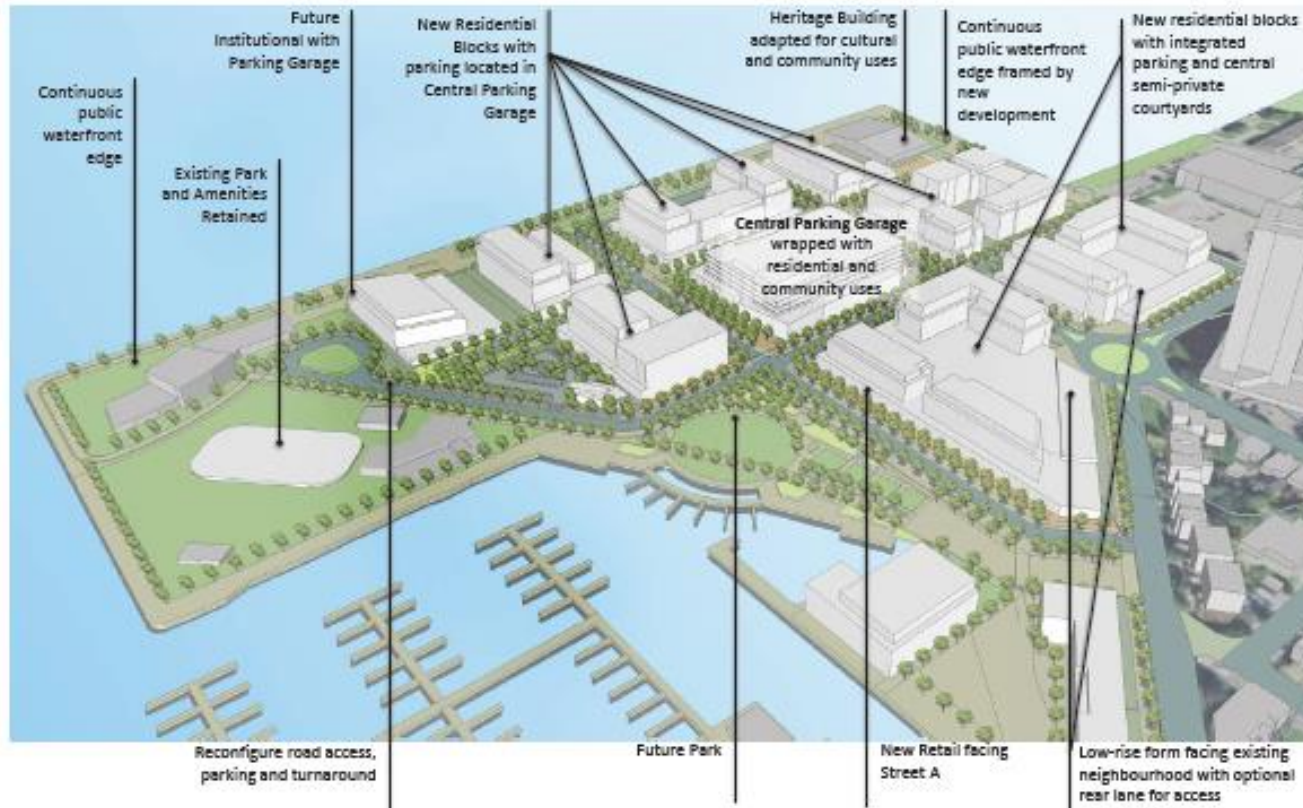 Future
Institutional with
Parking Garage
New Residential
Blocks with
parking located in
Central Parking
Garage
Heritage Building
adapted for cultural
and community uses
Continuous
public waterfront
edge framed by
new
development
New residential blocks
with integrated
parking and central
semi-private
courtyards
Continuous
public
waterfront
edge
Existing Park
and Amenities
Retained
Central Parking Garage
wrapped with
residential and
community uses
Reconfigure road access,
parking and turnaround
Future Park
New Retail facing
Street A
Low-rise form facing existing
neighbourhood with optional
rear lane for access